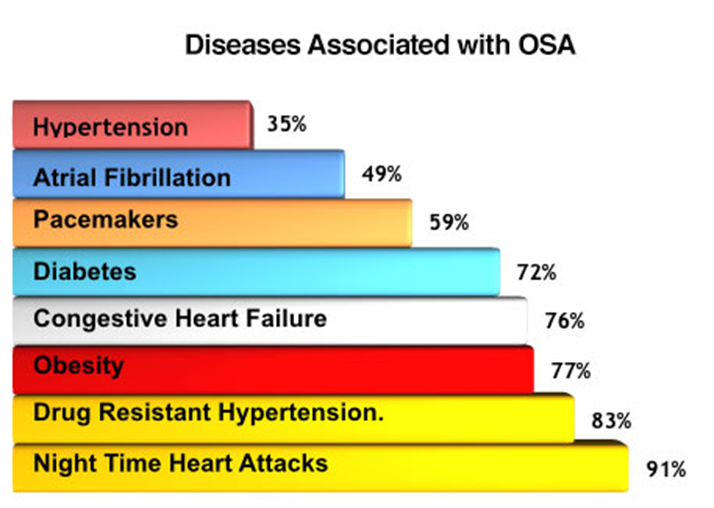 Diseases Associated with OSA
Hypertension 35%
Atrial Fibrillation 49%
Pacemakers 59%
Diabetes 72%
Congestive Heart Failure 76%
Obesity 77%
Drug Resistant Hypertension. 83%
Night Time Heart Attacks 91%